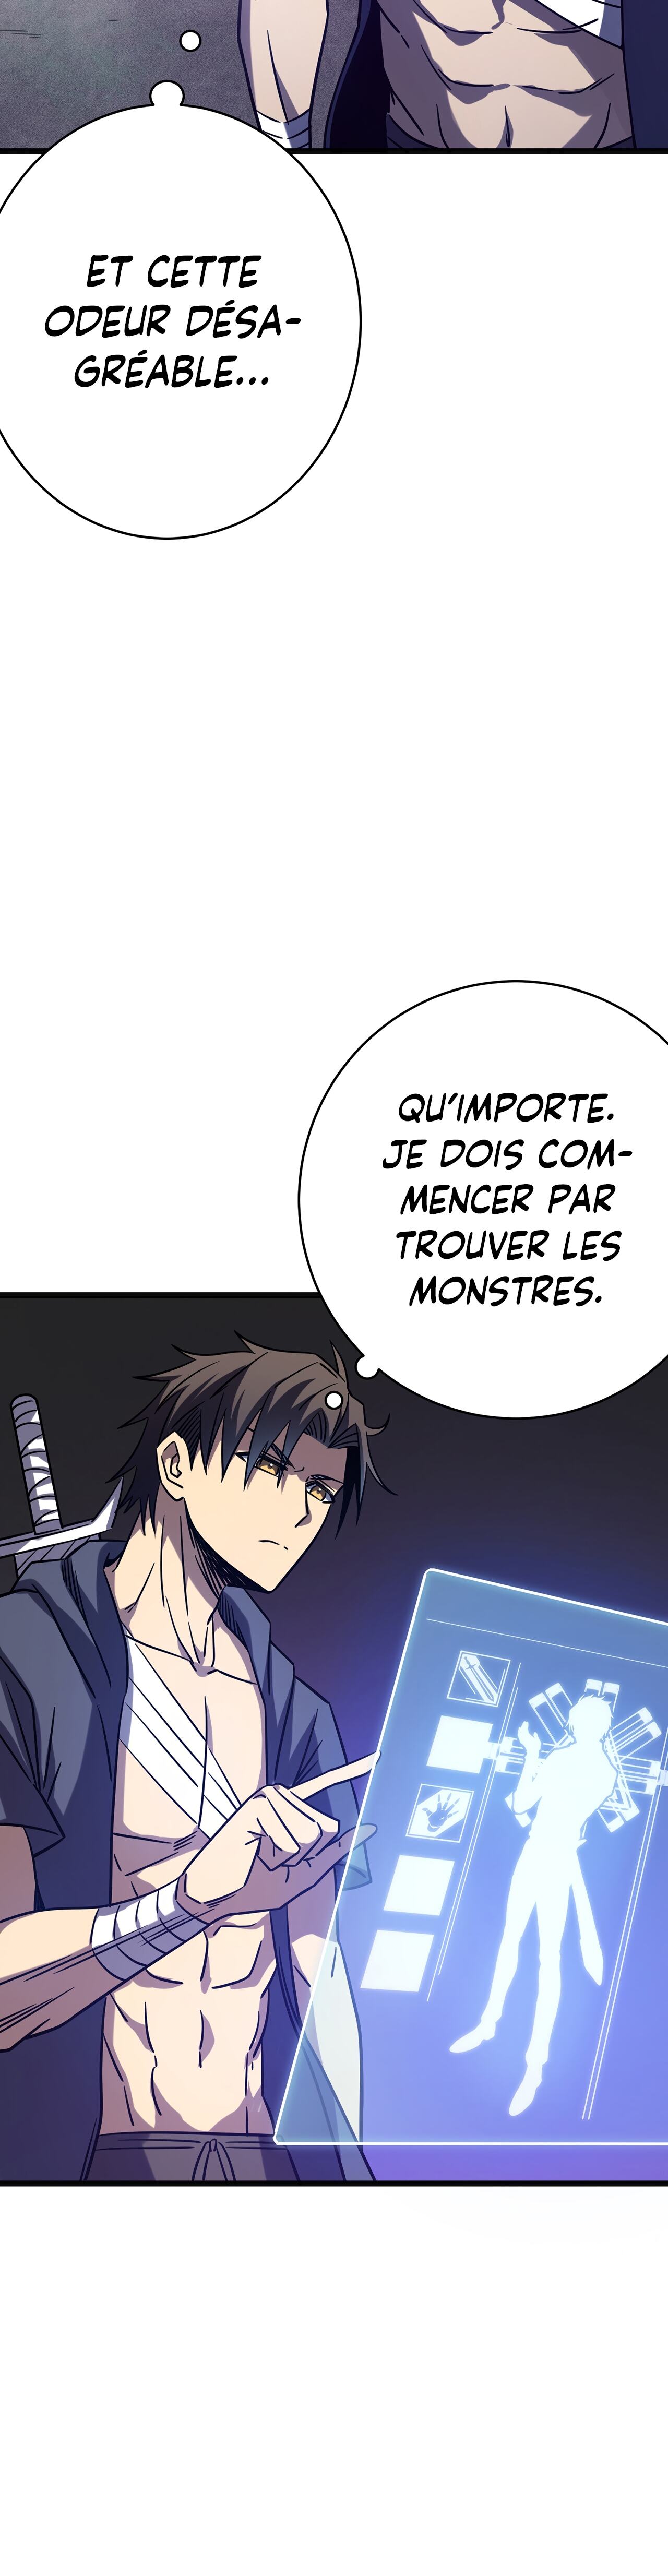 ET CETTE
ODEUR DÉSA-
GRÉABLE...
QU'IMPORTE.
JE DOIS COM-
MENCER PAR
TROUVER LES
MONSTRES.